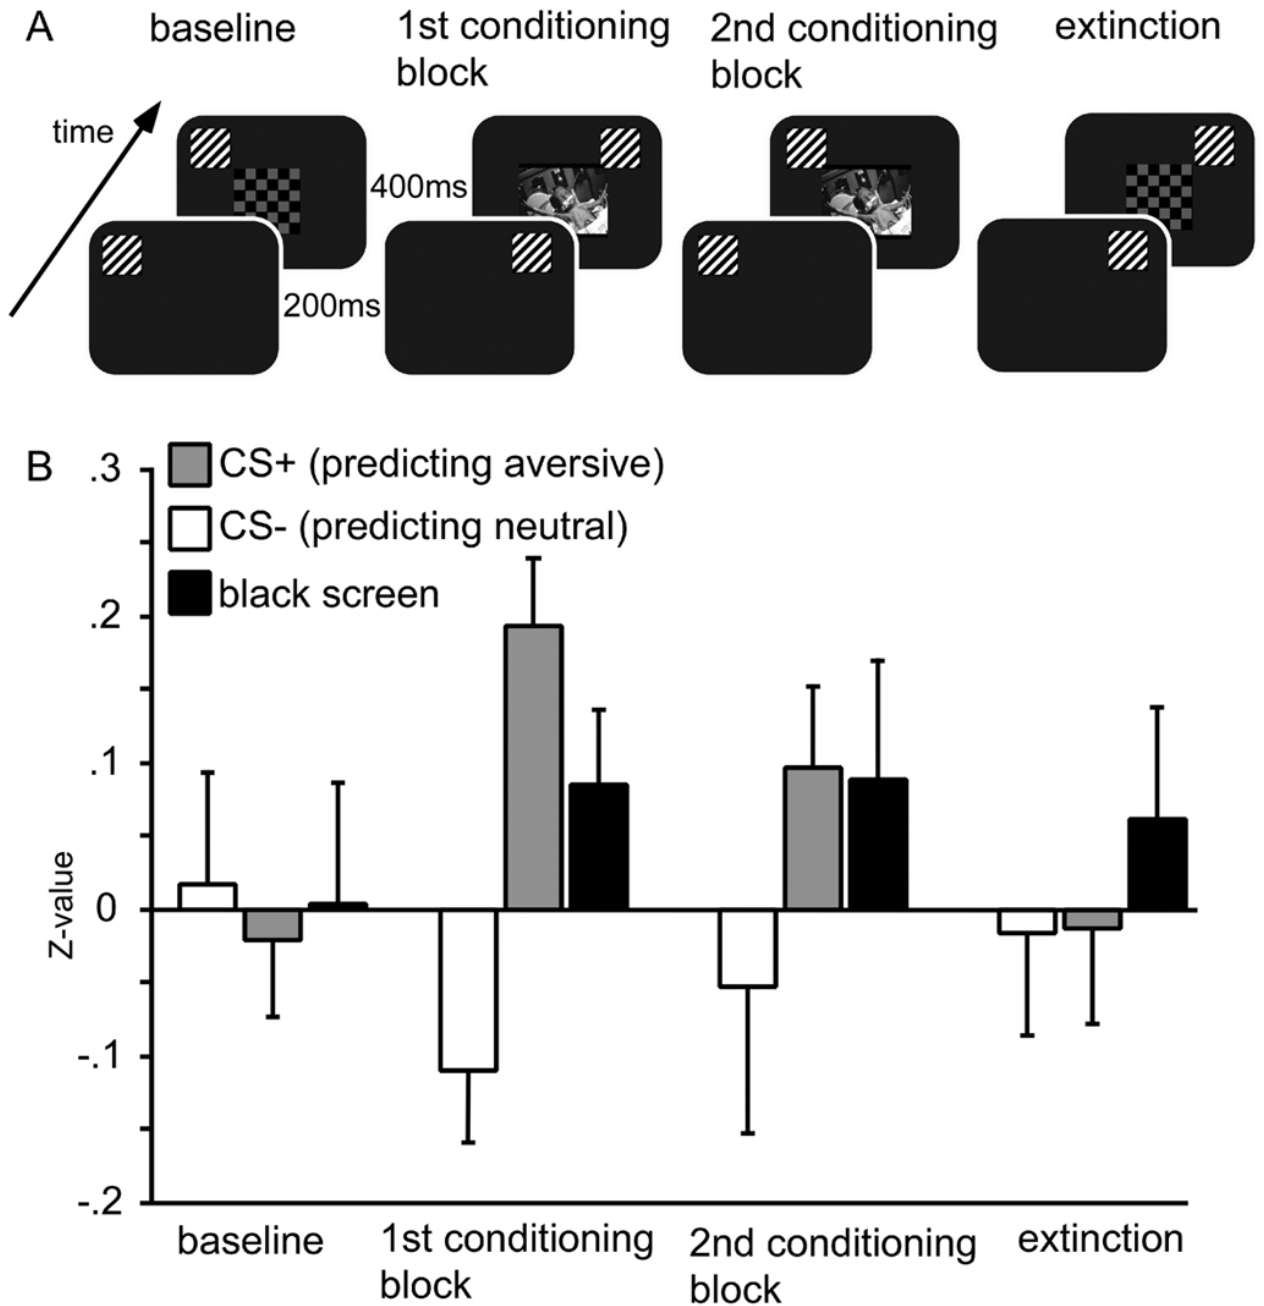 A
baseline
1st conditioning
block
2nd conditioning
block
extinction
time
400ms
200ms
B
CS+ (predicting aversive)
CS- (predicting neutral)
black screen
Z-value
.3
.2
.1
0
-.1
-.2
baseline
1st conditioning
block
2nd conditioning
block
extinction